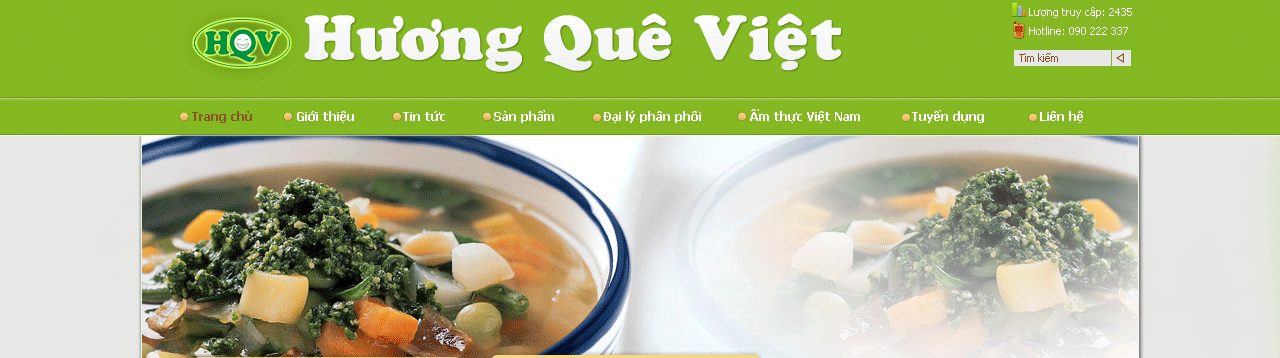 HQV
Hương Quê Việt
Lượng truy cập: 2435
Hotline: 090 222 337
Tìm kiếm
Trang chủ Giới thiệu Tin tức Sản phẩm Đại lý phân phối Ẩm thực Việt Nam Tuyển dụng Liên hệ